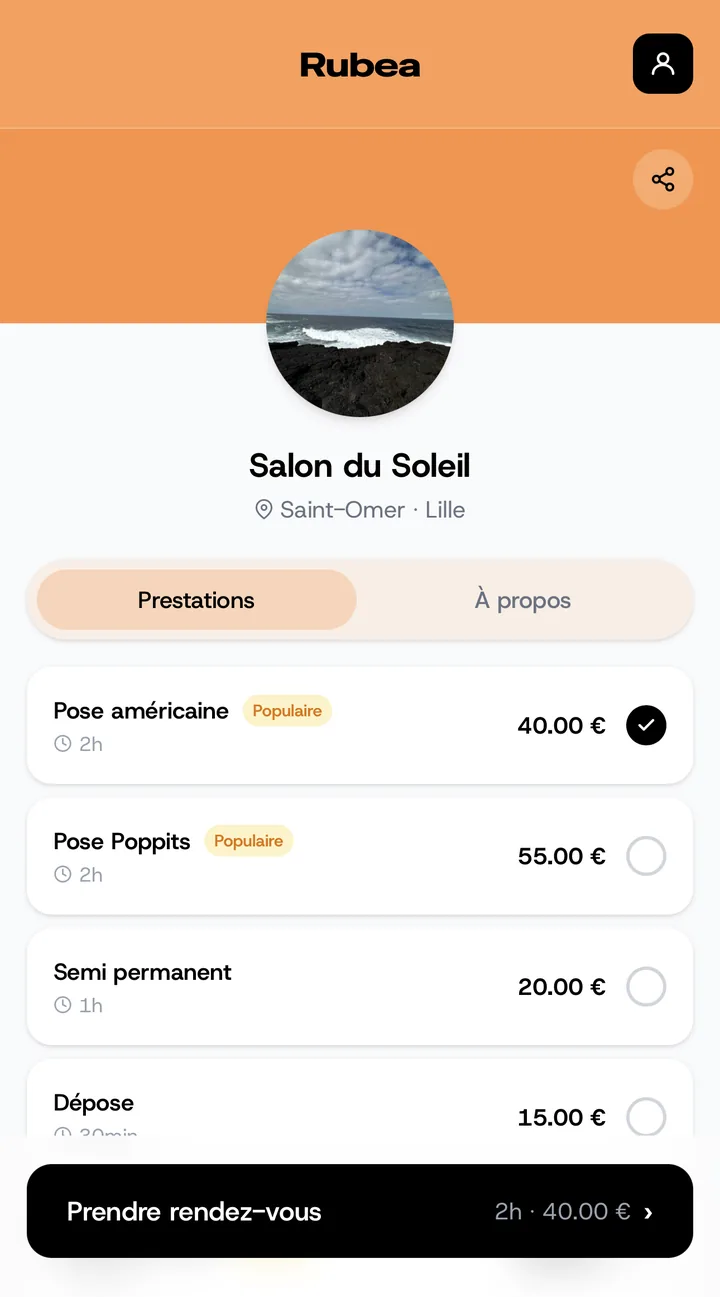 Rubea
Salon du Soleil
Saint-Omer · Lille
Prestations
À propos
Pose américaine Populaire
40.00 €
2h
Pose Poppits Populaire
55.00 €
2h
Semi permanent
20.00 €
1h
Dépose
15.00 €
30min
Prendre rendez-vous 2h · 40.00 € ›